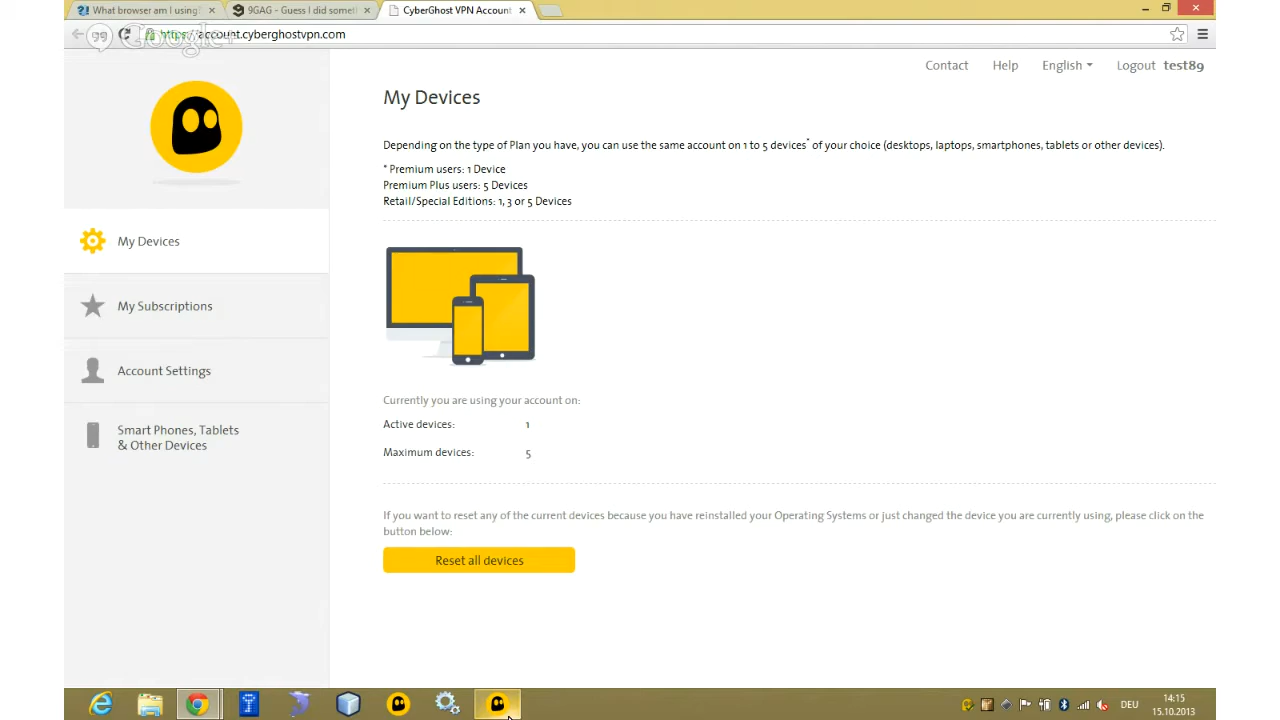 What browser am I using?
9GAG - Guess I did somet
CyberGhost VPN Account
Google+
https://account.cyberghostvpn.com
Contact Help English Logout test89
My Devices
Depending on the type of Plan you have, you can use the same account on 1 to 5 devices* of your choice (desktops, laptops, smartphones, tablets or other devices).
* Premium users: 1 Device
Premium Plus users: 5 Devices
Retail/Special Editions: 1, 3 or 5 Devices
My Devices
My Subscriptions
Account Settings
Smart Phones, Tablets
& Other Devices
Currently you are using your account on:
Active devices: 1
Maximum devices: 5
If you want to reset any of the current devices because you have reinstalled your Operating Systems or just changed the device you are currently using, please click on the
button below:
Reset all devices
DEU
14:15
15.10.2013